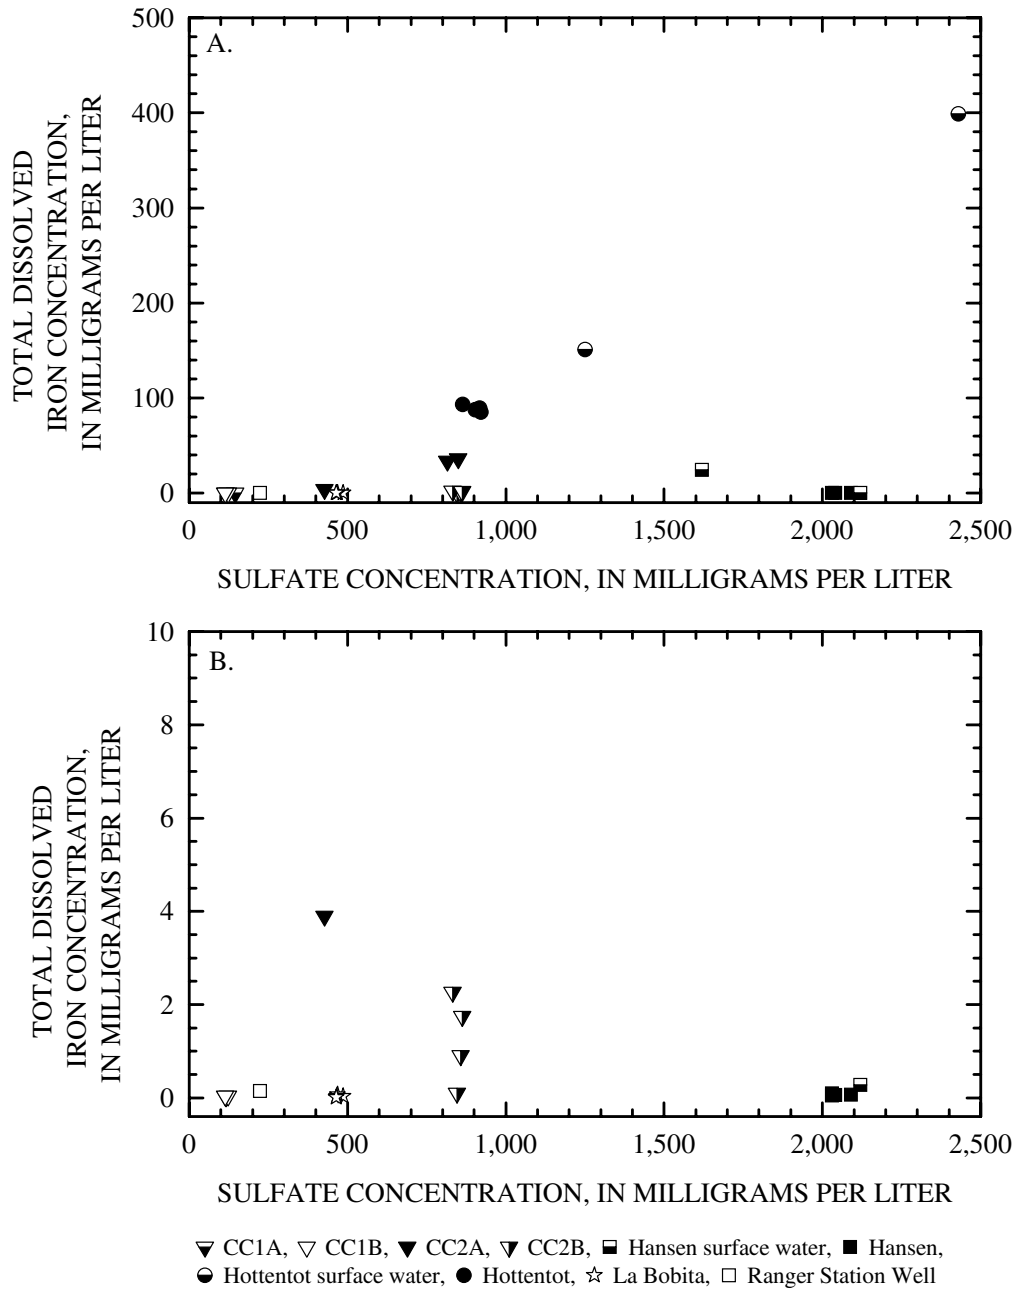 A.
500
400
300
200
100
0
TOTAL DISSOLVED
IRON CONCENTRATION,
IN MILLIGRAMS PER LITER
0 500 1,000 1,500 2,000 2,500
SULFATE CONCENTRATION, IN MILLIGRAMS PER LITER
B.
10
8
6
4
2
0
TOTAL DISSOLVED
IRON CONCENTRATION,
IN MILLIGRAMS PER LITER
0 500 1,000 1,500 2,000 2,500
SULFATE CONCENTRATION, IN MILLIGRAMS PER LITER
CC1A, CC1B, CC2A, CC2B, Hansen surface water, Hansen,
Hottentot surface water, Hottentot, La Bobita, Ranger Station Well